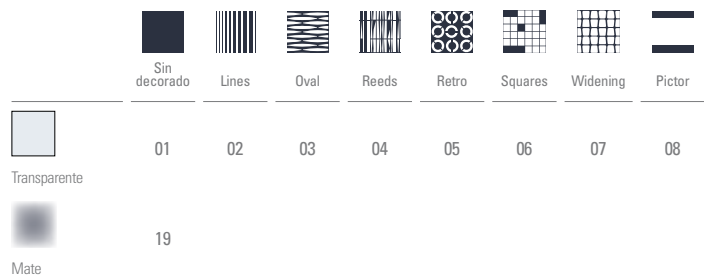 Sin
decorado Lines Oval Reeds Retro Squares Widening Pictor
01 02 03 04 05 06 07 08
Transparente
19
Mate